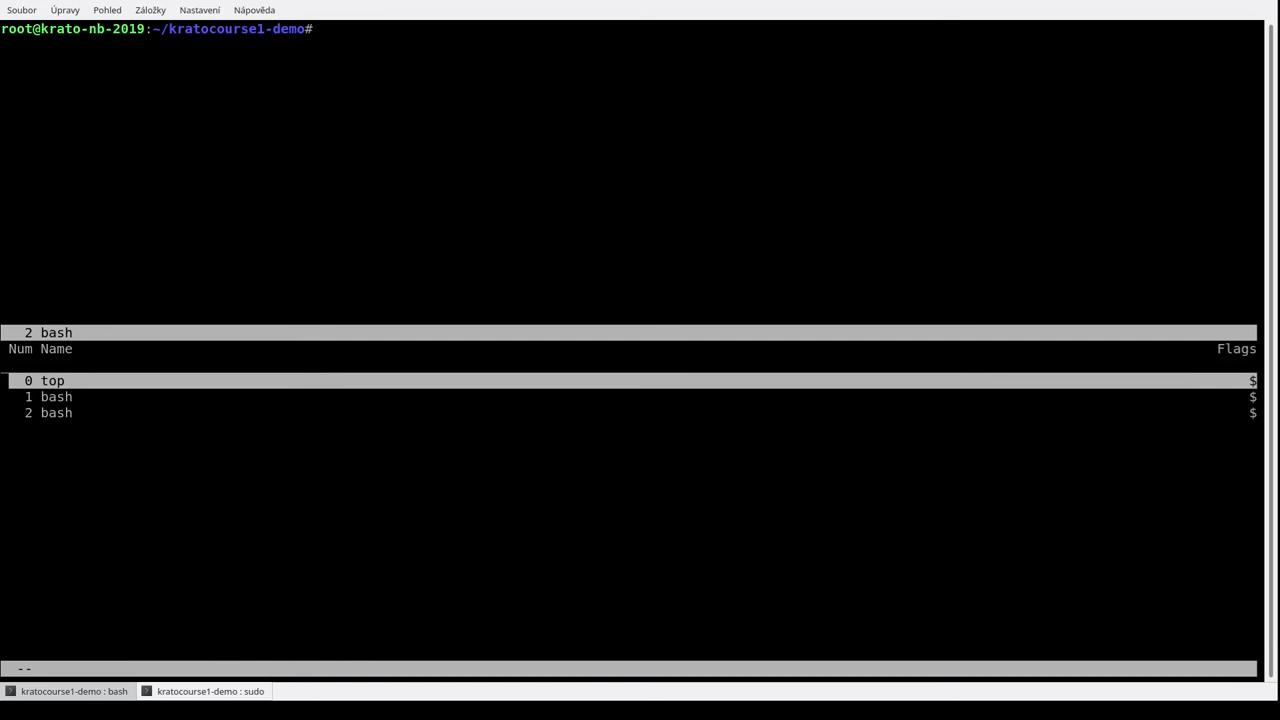 Soubor Úpravy Pohled Záložky Nastavení Nápověda
root@krato-nb-2019:~/kratocourse1-demo#
2 bash
Num Name Flags
0 top $
1 bash $
2 bash $
--
kratocourse1-demo : bash kratocourse1-demo : sudo